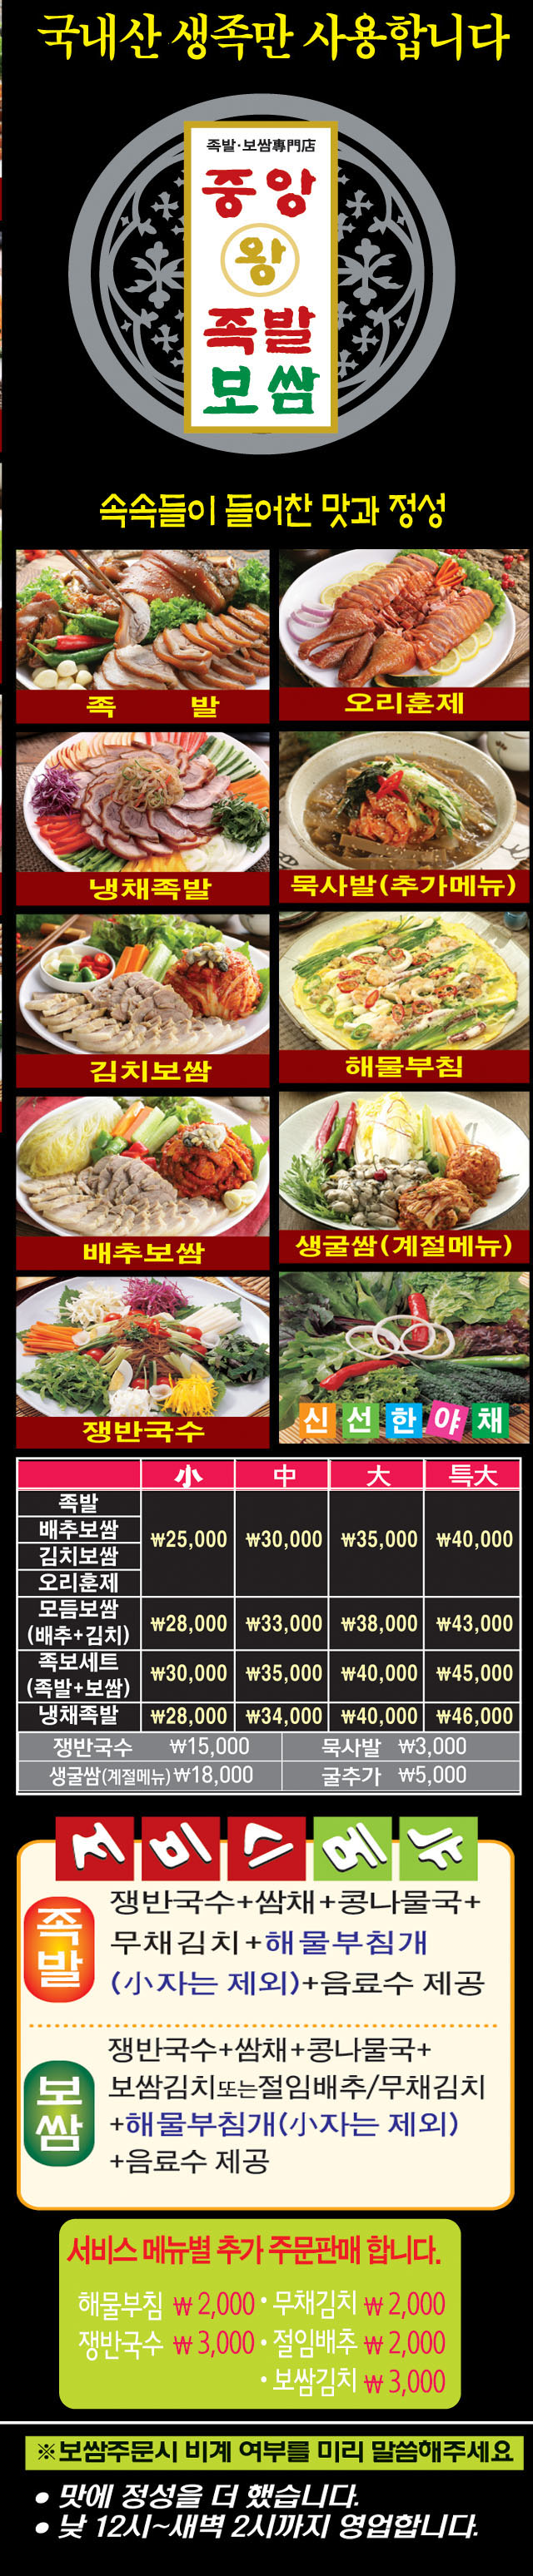 국내산 생족만 사용합니다
족발·보쌈專門店
중앙
왕
족발
보쌈
속속들이 들어찬 맛과 정성
족 발
오리훈제
냉채족발
묵사발(추가메뉴)
김치보쌈
해물부침
배추보쌈
생굴쌈(계절메뉴)
쟁반국수
신선한야채
小 中 大 특大
족발
배추보쌈
김치보쌈
오리훈제
₩25,000 ₩30,000 ₩35,000 ₩40,000
모듬보쌈
(배추+김치)
₩28,000 ₩33,000 ₩38,000 ₩43,000
족보세트
(족발+보쌈)
₩30,000 ₩35,000 ₩40,000 ₩45,000
냉채족발 ₩28,000 ₩34,000 ₩40,000 ₩46,000
쟁반국수 ₩15,000 묵사발 ₩3,000
생굴쌈(계절메뉴) ₩18,000 굴추가 ₩5,000
서비스메뉴
족발
쟁반국수+쌈채+콩나물국+
무채김치+해물부침개
(小자는 제외)+음료수 제공
보쌈
쟁반국수+쌈채+콩나물국+
보쌈김치또는절임배추/무채김치
+해물부침개(小자는 제외)
+음료수 제공
서비스 메뉴별 추가 주문판매 합니다.
해물부침 ₩2,000 · 무채김치 ₩2,000
쟁반국수 ₩3,000 · 절임배추 ₩2,000
· 보쌈김치 ₩3,000
※보쌈주문시 비계 여부를 미리 말씀해주세요
● 맛에 정성을 더 했습니다.
● 낮 12시~새벽 2시까지 영업합니다.